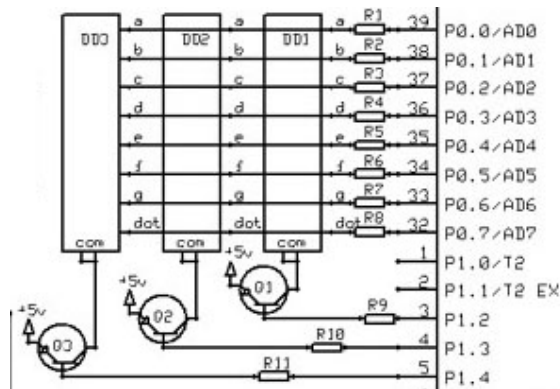 DD3 a DD2 a DD1 a R1 39 P0.0/AD0
b b b R2 38 P0.1/AD1
c c c R3 37 P0.2/AD2
d d d R4 36 P0.3/AD3
e e e R5 35 P0.4/AD4
f f f R6 34 P0.5/AD5
g g g R7 33 P0.6/AD6
dot dot dot R8 32 P0.7/AD7
com com com
1 P1.0/T2
+5v Q1 2 P1.1/T2 EX
+5v Q2 R9 3 P1.2
+5v Q3 R10 4 P1.3
R11 5 P1.4